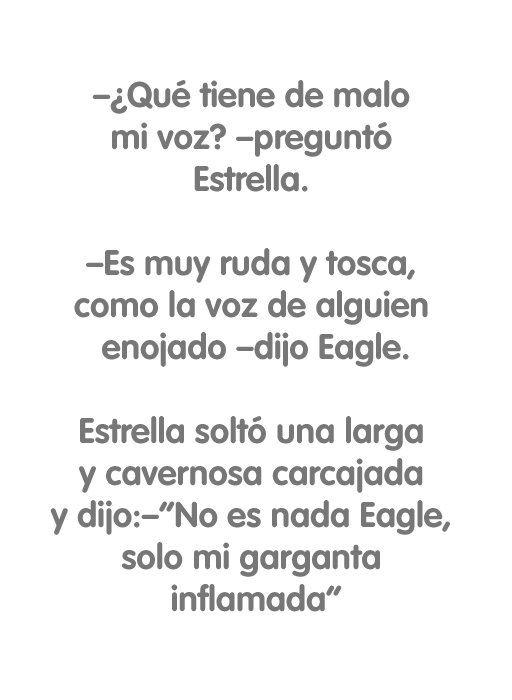 –¿Qué tiene de malo
mi voz? –preguntó
Estrella.
–Es muy ruda y tosca,
como la voz de alguien
enojado –dijo Eagle.
Estrella soltó una larga
y cavernosa carcajada
y dijo:–"No es nada Eagle,
solo mi garganta
inflamada"